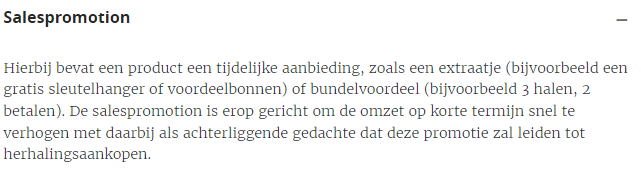 Salespromotion
Hierbij bevat een product een tijdelijke aanbieding, zoals een extraatje (bijvoorbeeld een
gratis sleutelhanger of voordeelbonnen) of bundelvoordeel (bijvoorbeeld 3 halen, 2
betalen). De salespromotion is erop gericht om de omzet op korte termijn snel te
verhogen met daarbij als achterliggende gedachte dat deze promotie zal leiden tot
herhalingsaankopen.